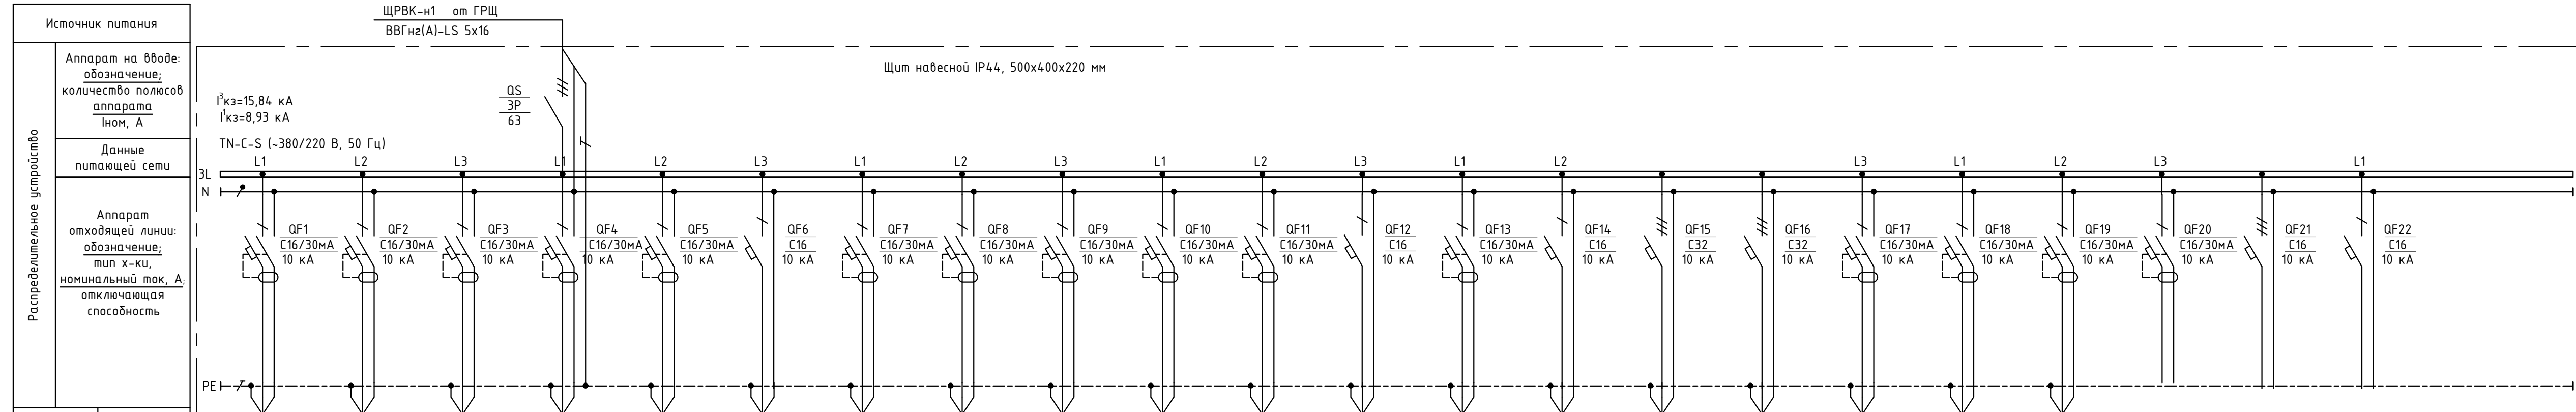 Источник питания
ЩРВК-н1 от ГРЩ
ВВГнг(А)-LS 5х16
Распределительное устройство
Аппарат на вводе:
обозначение;
количество полюсов
аппарата
Iном, А
Данные
питающей сети
Аппарат
отходящей линии:
обозначение;
тип х-ки,
номинальный ток, А;
отключающая
способность
Щит навесной IP44, 500х400х220 мм
I³кз=15,84 кА
I¹кз=8,93 кА
QS
3P
63
TN-C-S (~380/220 В, 50 Гц)
L1 L2 L3 L1 L2 L3 L1 L2 L3 L1 L2 L3 L1 L2 L3 L1 L2 L3 L1
3L
N
QF1
C16/30мА
10 кА
QF2
C16/30мА
10 кА
QF3
C16/30мА
10 кА
QF4
C16/30мА
10 кА
QF5
C16/30мА
10 кА
QF6
C16
10 кА
QF7
C16/30мА
10 кА
QF8
C16/30мА
10 кА
QF9
C16/30мА
10 кА
QF10
C16/30мА
10 кА
QF11
C16/30мА
10 кА
QF12
C16
10 кА
QF13
C16/30мА
10 кА
QF14
C16
10 кА
QF15
C32
10 кА
QF16
C32
10 кА
QF17
C16/30мА
10 кА
QF18
C16/30мА
10 кА
QF19
C16/30мА
10 кА
QF20
C16/30мА
10 кА
QF21
C16
10 кА
QF22
C16
10 кА
PE